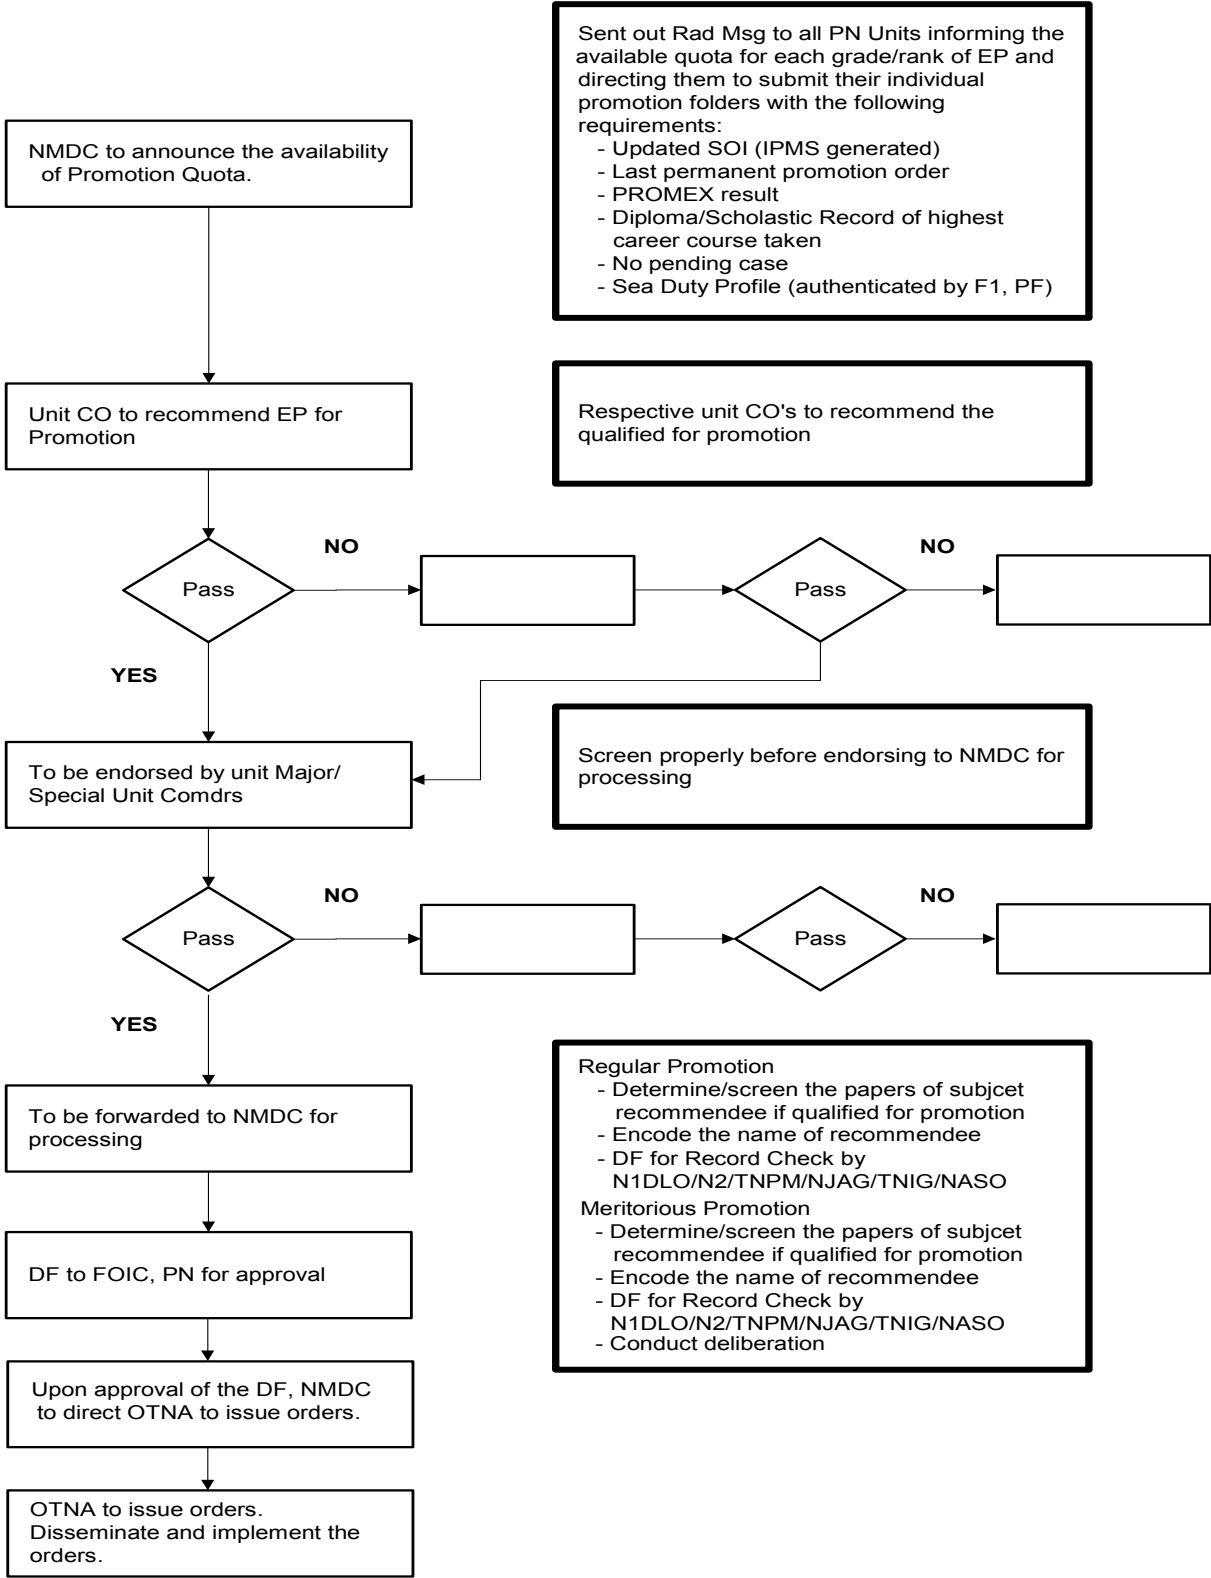 NMDC to announce the availability
of Promotion Quota.
Sent out Rad Msg to all PN Units informing the
available quota for each grade/rank of EP and
directing them to submit their individual
promotion folders with the following
requirements:
- Updated SOI (IPMS generated)
- Last permanent promotion order
- PROMEX result
- Diploma/Scholastic Record of highest
career course taken
- No pending case
- Sea Duty Profile (authenticated by F1, PF)
Unit CO to recommend EP for
Promotion
Respective unit CO's to recommend the
qualified for promotion
Pass
NO
Pass
NO
YES
To be endorsed by unit Major/
Special Unit Comdrs
Screen properly before endorsing to NMDC for
processing
Pass
NO
Pass
NO
YES
To be forwarded to NMDC for
processing
Regular Promotion
- Determine/screen the papers of subjcet
recommendee if qualified for promotion
- Encode the name of recommendee
- DF for Record Check by
N1DLO/N2/TNPM/NJAG/TNIG/NASO
Meritorious Promotion
- Determine/screen the papers of subjcet
recommendee if qualified for promotion
- Encode the name of recommendee
- DF for Record Check by
N1DLO/N2/TNPM/NJAG/TNIG/NASO
- Conduct deliberation
DF to FOIC, PN for approval
Upon approval of the DF, NMDC
to direct OTNA to issue orders.
OTNA to issue orders.
Disseminate and implement the
orders.